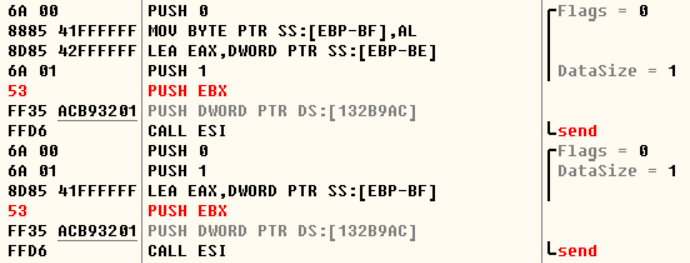 6A 00 PUSH 0 Flags = 0
8885 41FFFFFF MOV BYTE PTR SS:[EBP-BF],AL
8D85 42FFFFFF LEA EAX,DWORD PTR SS:[EBP-BE]
6A 01 PUSH 1 DataSize = 1
53 PUSH EBX
FF35 ACB93201 PUSH DWORD PTR DS:[132B9AC]
FFD6 CALL ESI send
6A 00 PUSH 0 Flags = 0
6A 01 PUSH 1 DataSize = 1
8D85 41FFFFFF LEA EAX,DWORD PTR SS:[EBP-BF]
53 PUSH EBX
FF35 ACB93201 PUSH DWORD PTR DS:[132B9AC]
FFD6 CALL ESI send